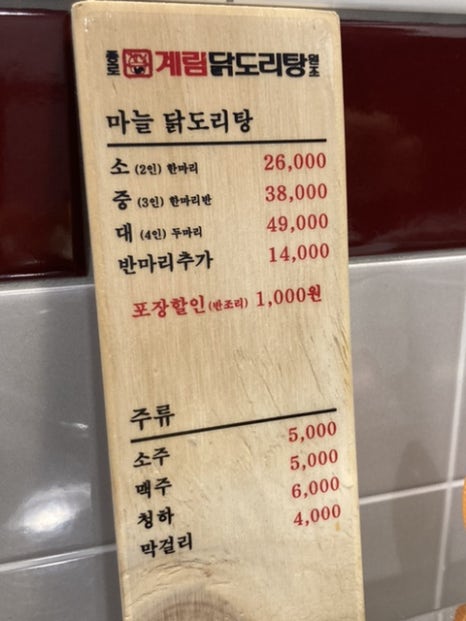 종로 계림닭도리탕 원조
마늘 닭도리탕
소 (2인) 한마리 26,000
중 (3인) 한마리반 38,000
대 (4인) 두마리 49,000
반마리추가 14,000
포장할인(반조리) 1,000원
주류
소주 5,000
맥주 5,000
청하 6,000
막걸리 4,000